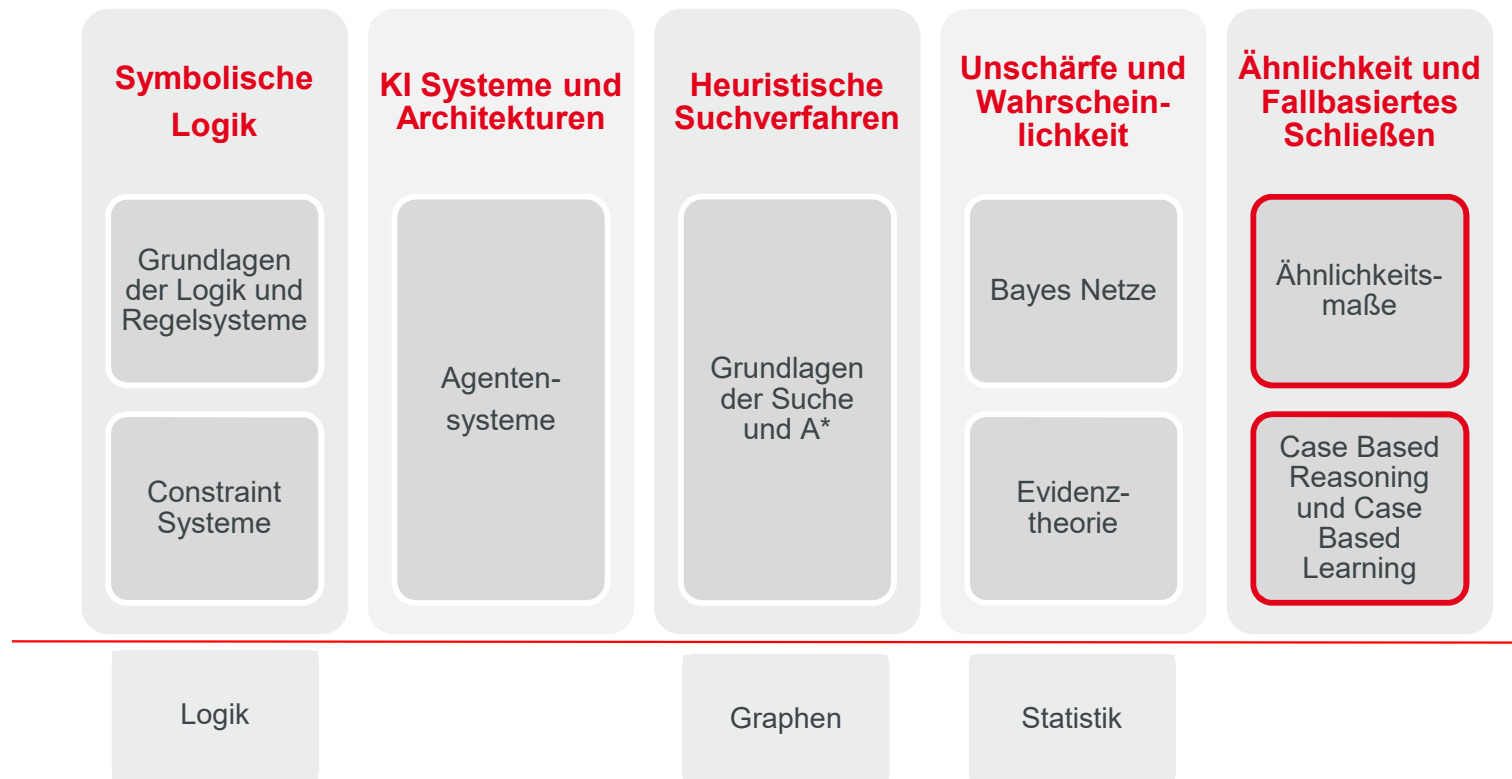 Symbolische
Logik
KI Systeme und
Architekturen
Heuristische
Suchverfahren
Unschärfe und
Wahrschein-
lichkeit
Ähnlichkeit und
Fallbasiertes
Schließen
Grundlagen
der Logik und
Regelsysteme
Constraint
Systeme
Agenten-
systeme
Grundlagen
der Suche
und A*
Bayes Netze
Evidenz-
theorie
Ähnlichkeits-
maße
Case Based
Reasoning
und Case
Based
Learning
Logik
Graphen
Statistik